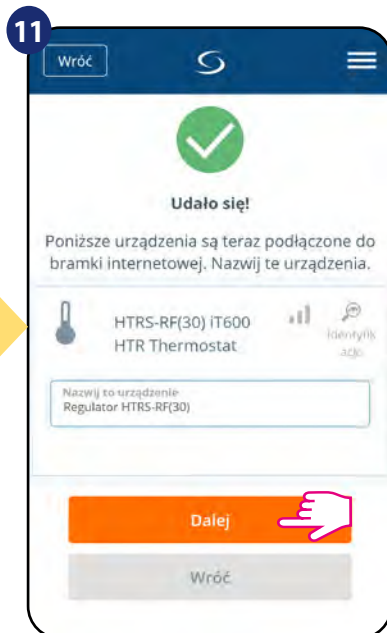 11
Wróć
Udało się!
Poniższe urządzenia są teraz podłączone do
bramki internetowej. Nazwij te urządzenia.
HTRS-RF(30) iT600
HTR Thermostat
Identyfik
acja
Nazwij to urządzenie
Regulator HTRS-RF(30)
Dalej
Wróć